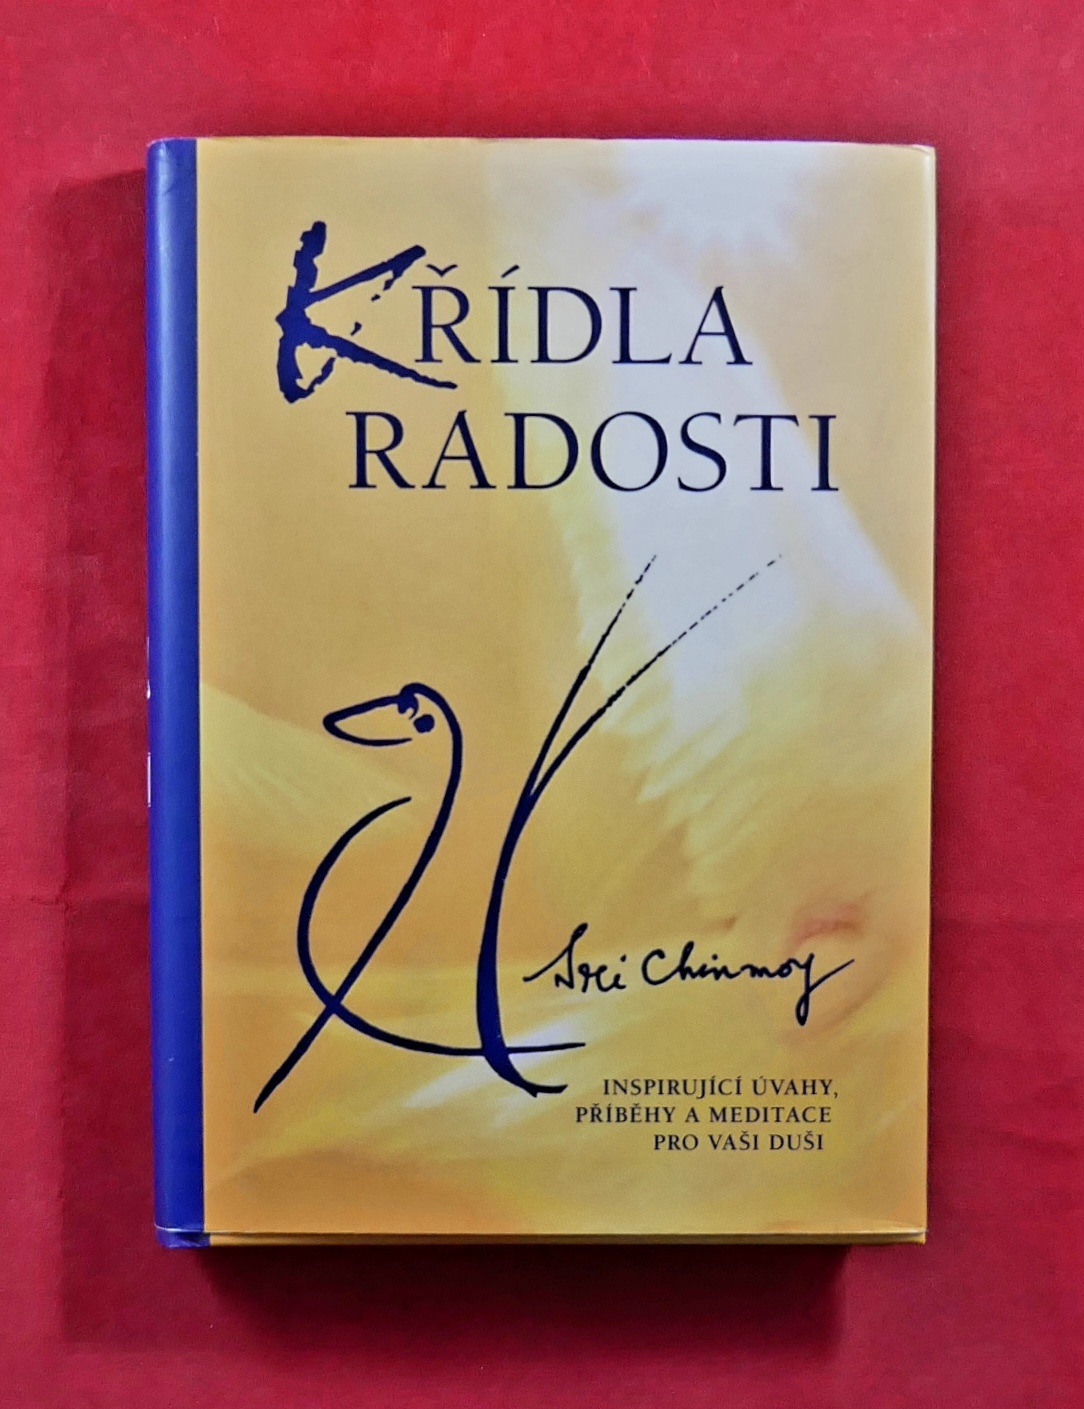 KŘÍDLA
RADOSTI
Sri Chinmoy
INSPIRUJÍCÍ ÚVAHY,
PŘÍBĚHY A MEDITACE
PRO VAŠI DUŠI